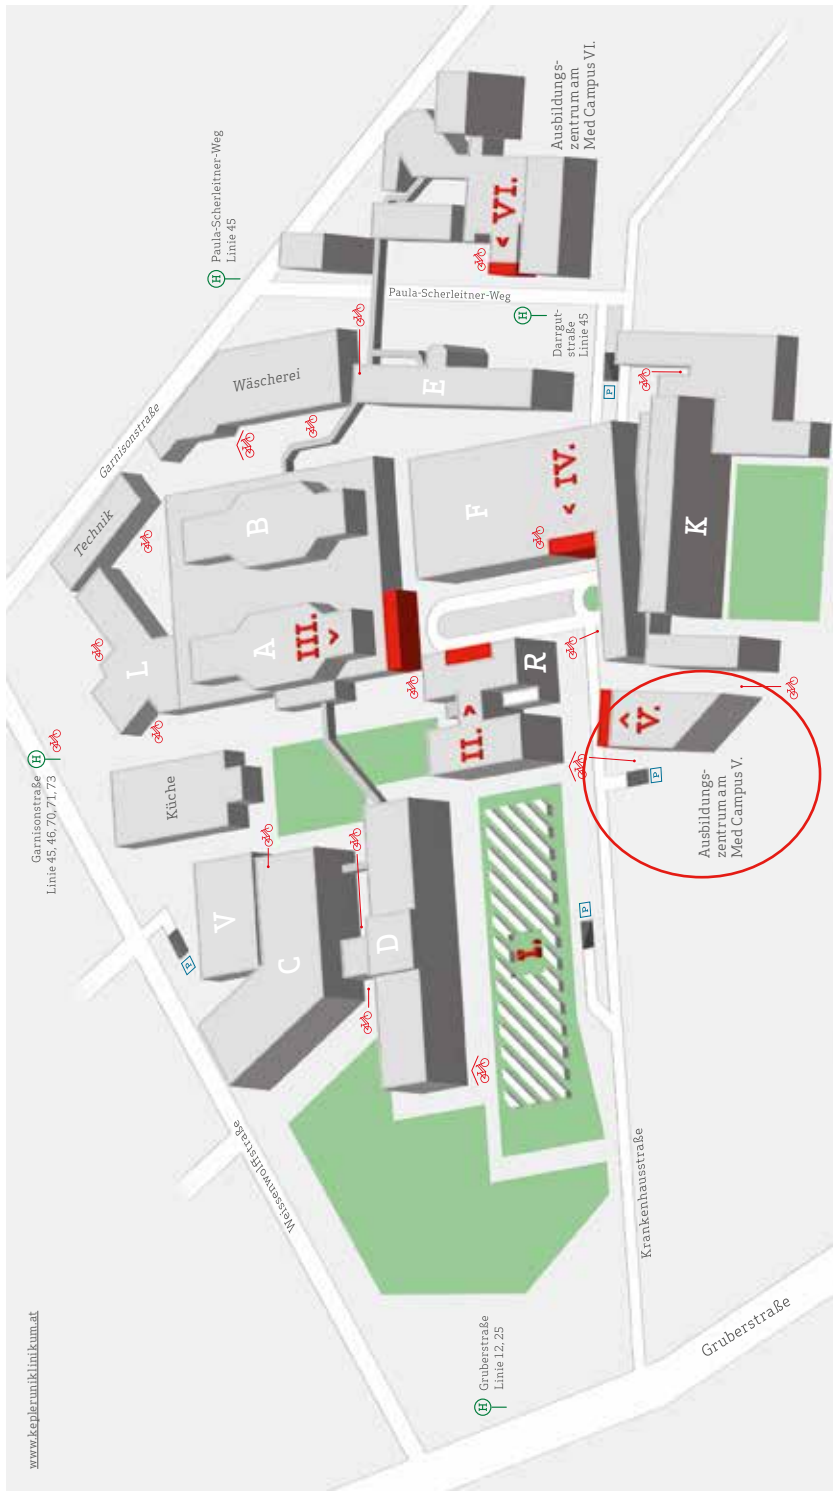 Ausbildungs-
zentrum am
Med Campus VI.
Paula-Scherleitner-Weg
Linie 45
H
VI.
Paula-Scherleitner-Weg
H
Darrgut-
straße
Linie 45
Garnisonstraße
Wäscherei
E
P
Technik
B
F
IV.
K
L
A
III.
R
II.
V.
P
Ausbildungs-
zentrum am
Med Campus V.
H
Garnisonstraße
Linie 45, 46, 70, 71, 73
Küche
V
C
D
I.
P
P
Weissenwolffstraße
Krankenhausstraße
Gruberstraße
H
Gruberstraße
Linie 12, 25
www.kepleruniklinikum.at